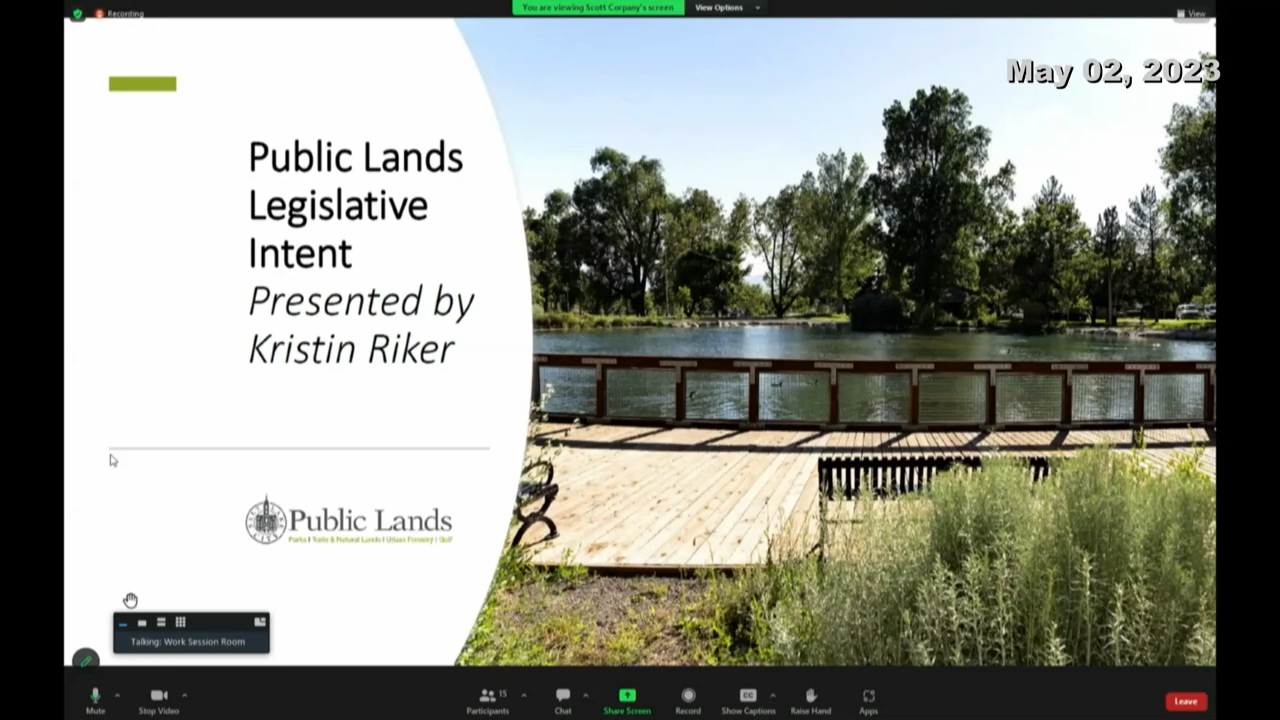 Recording
You are viewing Scott Corpany's screen
View Options
View
May 02, 2023
Public Lands
Legislative
Intent
Presented by
Kristin Riker
Public Lands
Parks | Trails & Natural Lands | Urban Forestry | Golf
Talking: Work Session Room
Mute
Stop Video
15
Participants
Chat
Share Screen
Record
CC
Show Captions
Raise Hand
Apps
Leave